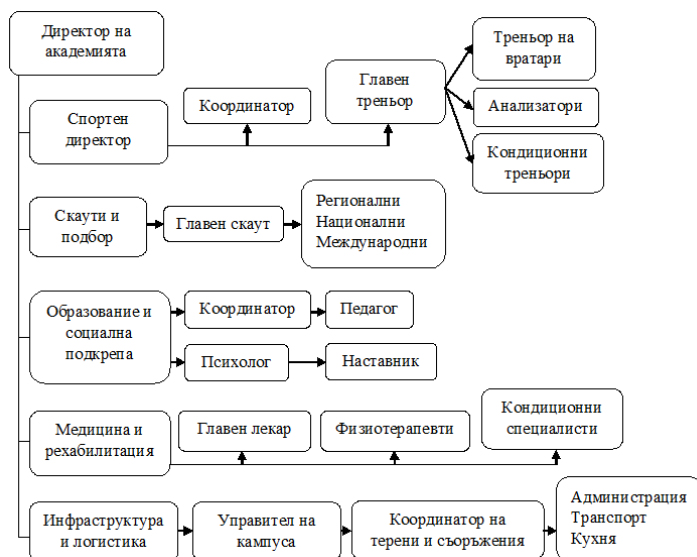 Директор на
академията
Треньор на
вратари
Главен
треньор
Координатор
Анализатори
Спортен
директор
Кондиционни
треньори
Скаути и
подбор
Главен скаут
Регионални
Национални
Международни
Образование и
социална
подкрепа
Координатор
Педагог
Психолог
Наставник
Медицина и
рехабилитация
Главен лекар
Физиотерапевти
Кондиционни
специалисти
Инфраструктура
и логистика
Управител на
кампуса
Координатор на
терени и съоръжения
Администрация
Транспорт
Кухня